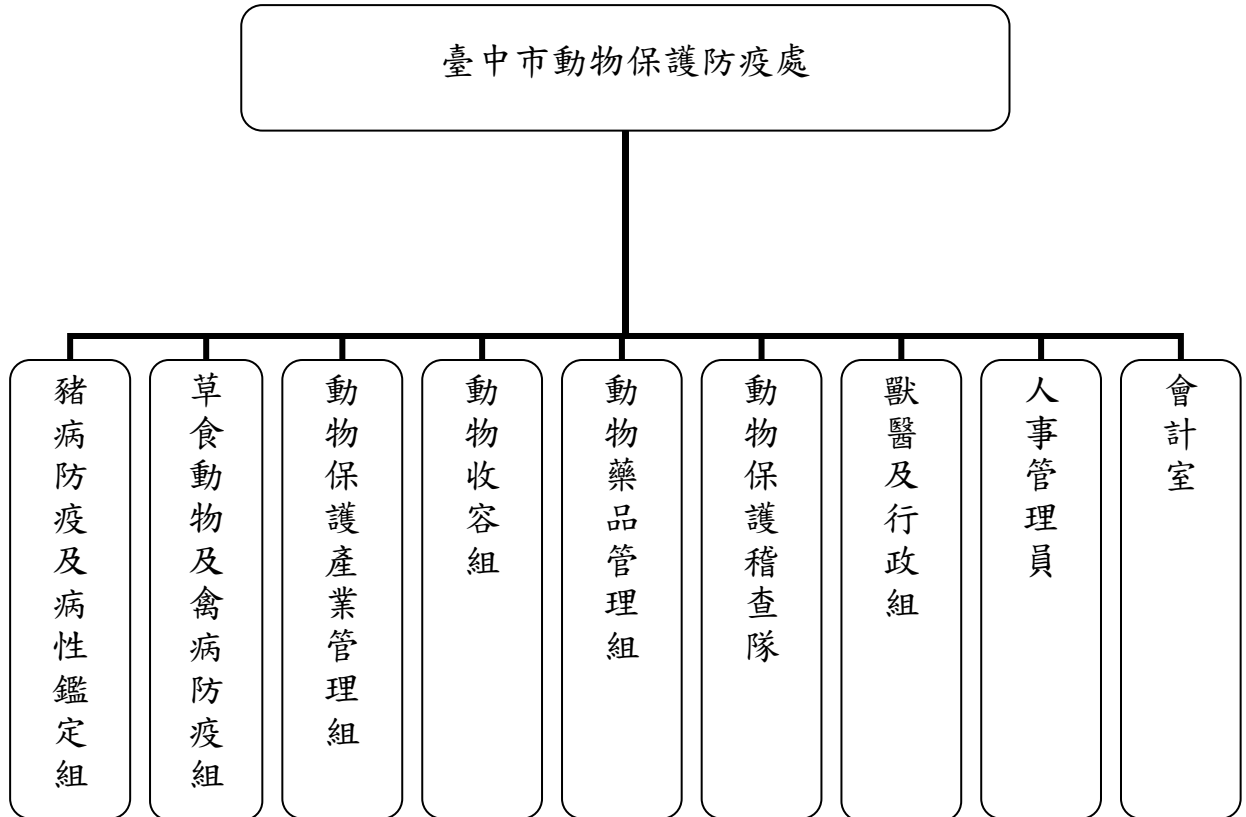 臺中市動物保護防疫處
豬病防疫及病性鑑定組
草食動物及禽病防疫組
動物保護產業管理組
動物收容組
動物藥品管理組
動物保護稽查隊
獸醫及行政組
人事管理員
會計室